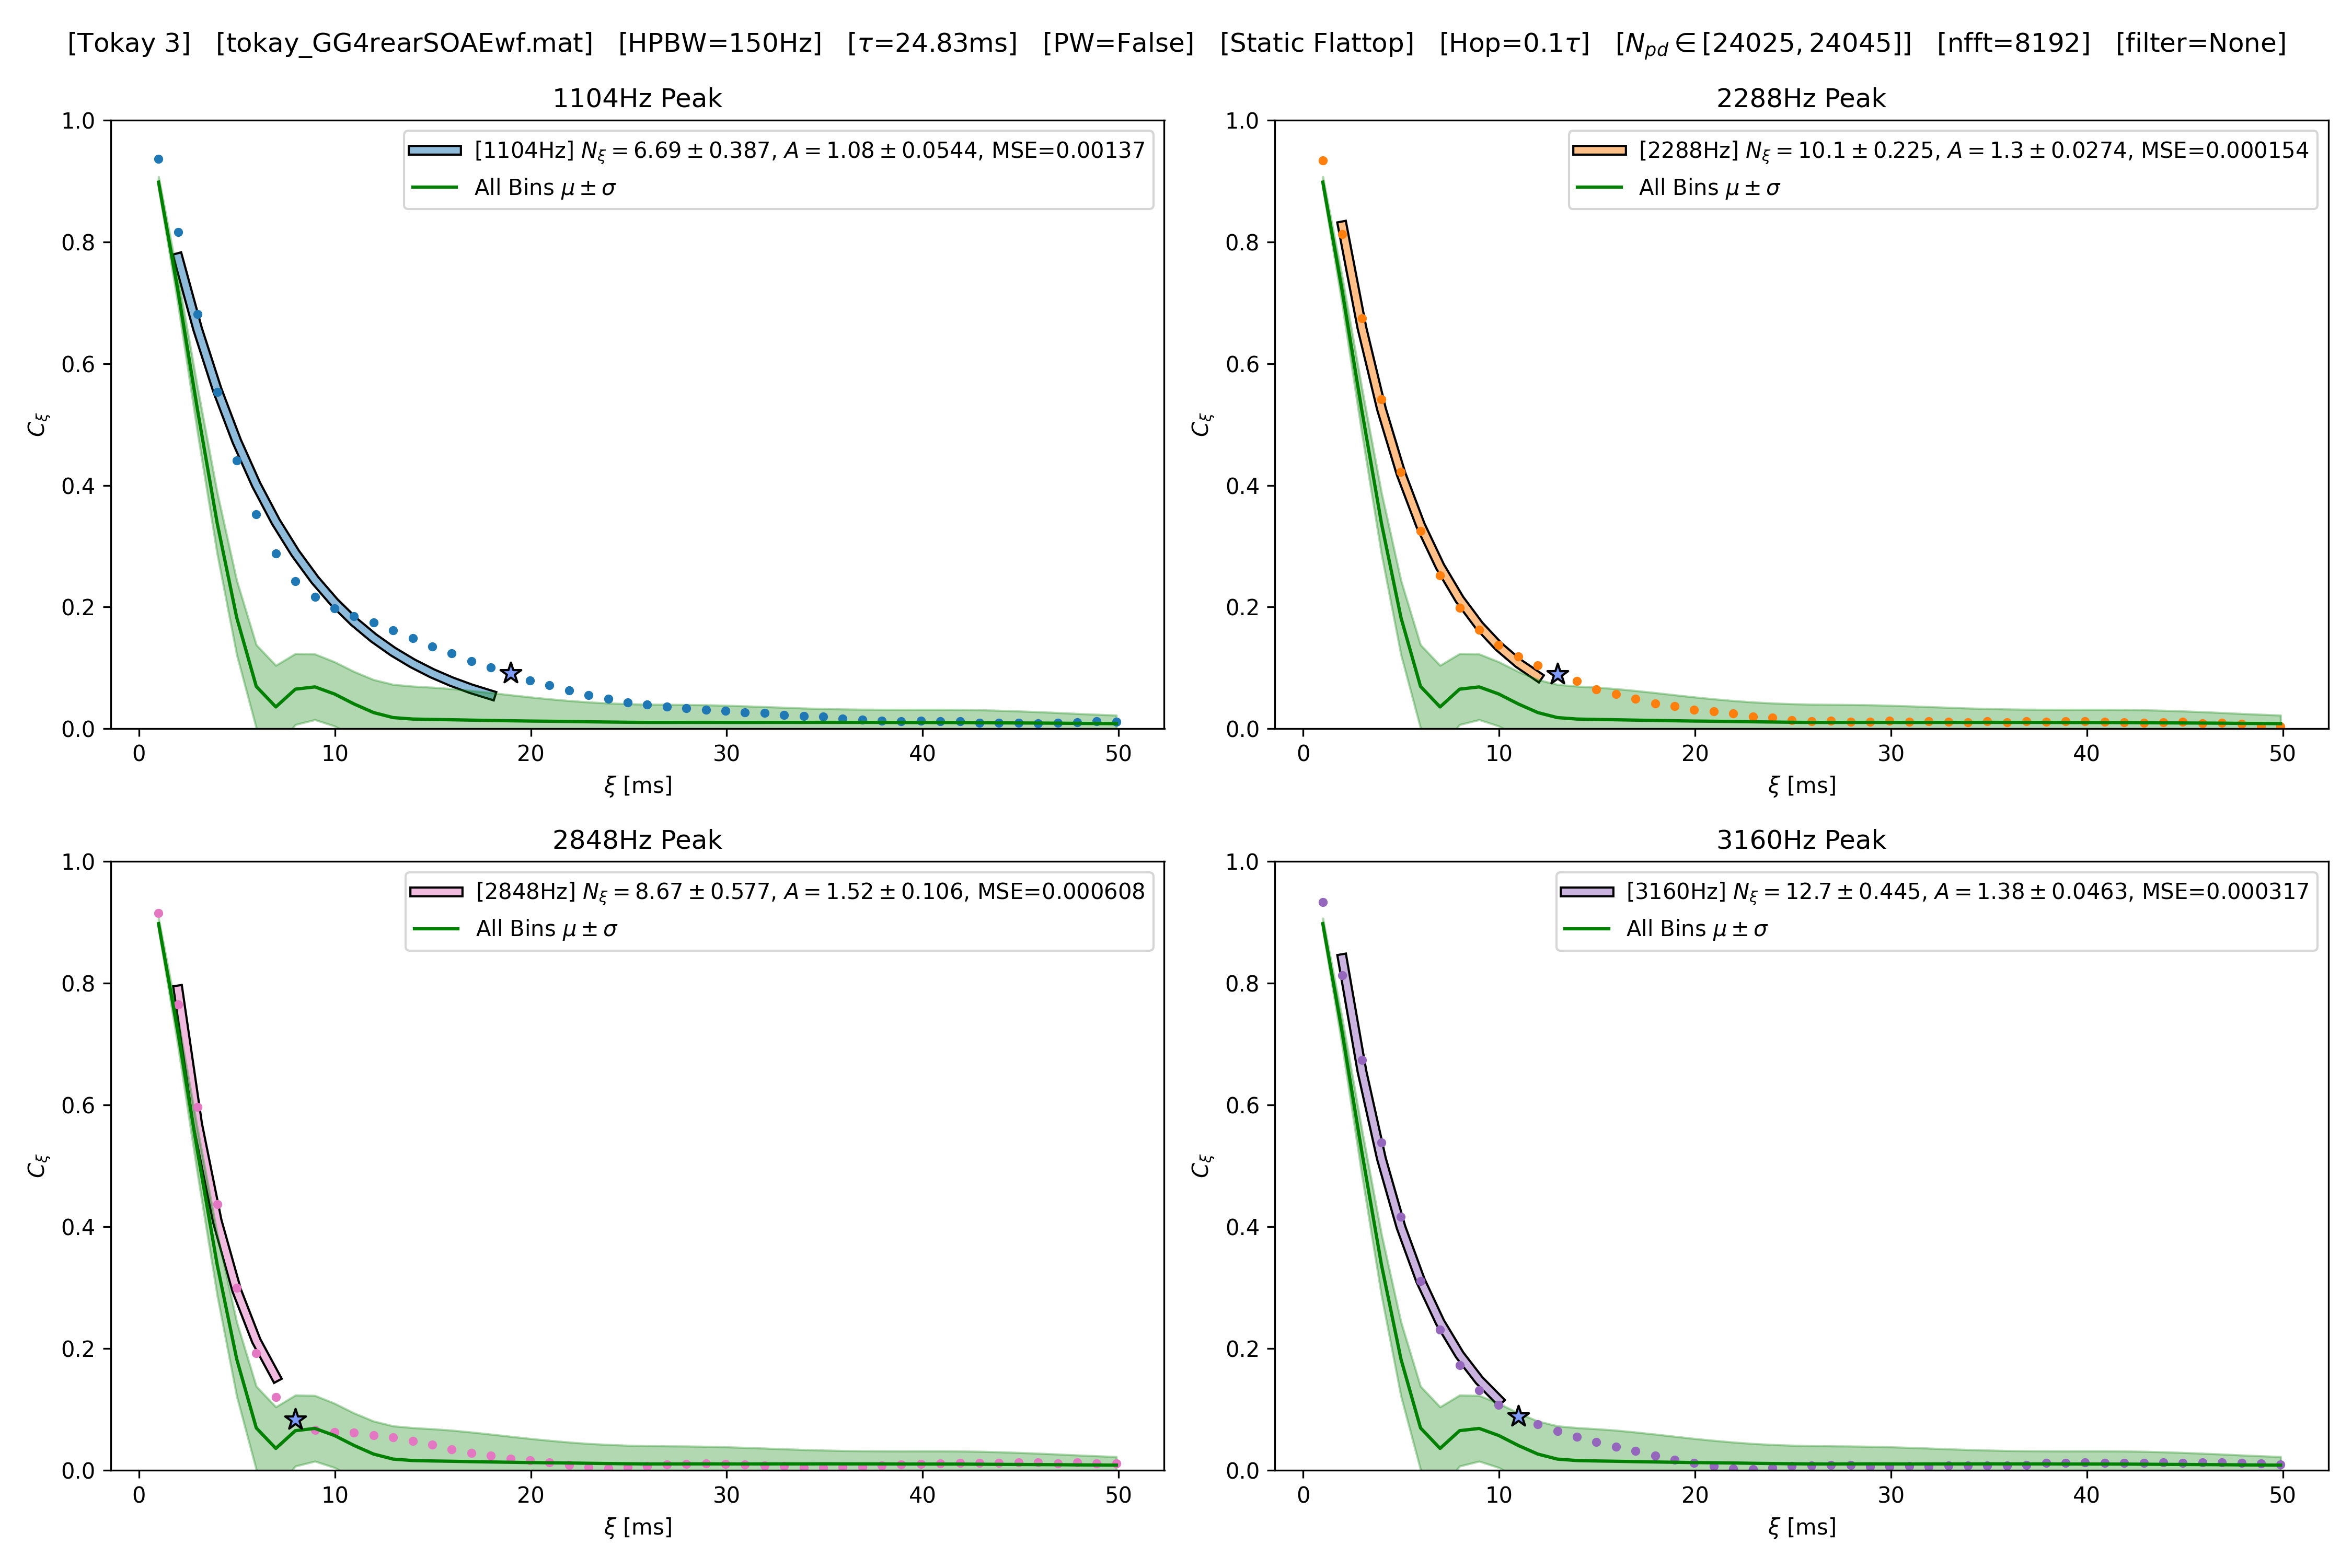 [Tokay 3] [tokay_GG4rearSOAEwf.mat] [HPBW=150Hz] [τ=24.83ms] [PW=False] [Static Flattop] [Hop=0.1τ] [N_pd ∈ [24025, 24045]] [nfft=8192] [filter=None]
1104Hz Peak
[1104Hz] N_ξ = 6.69 ± 0.387, A = 1.08 ± 0.0544, MSE=0.00137
All Bins μ ± σ
1.0
0.8
0.6
0.4
0.2
0.0
C_ξ
0 10 20 30 40 50
ξ [ms]
2288Hz Peak
[2288Hz] N_ξ = 10.1 ± 0.225, A = 1.3 ± 0.0274, MSE=0.000154
All Bins μ ± σ
1.0
0.8
0.6
0.4
0.2
0.0
C_ξ
0 10 20 30 40 50
ξ [ms]
2848Hz Peak
[2848Hz] N_ξ = 8.67 ± 0.577, A = 1.52 ± 0.106, MSE=0.000608
All Bins μ ± σ
1.0
0.8
0.6
0.4
0.2
0.0
C_ξ
0 10 20 30 40 50
ξ [ms]
3160Hz Peak
[3160Hz] N_ξ = 12.7 ± 0.445, A = 1.38 ± 0.0463, MSE=0.000317
All Bins μ ± σ
1.0
0.8
0.6
0.4
0.2
0.0
C_ξ
0 10 20 30 40 50
ξ [ms]